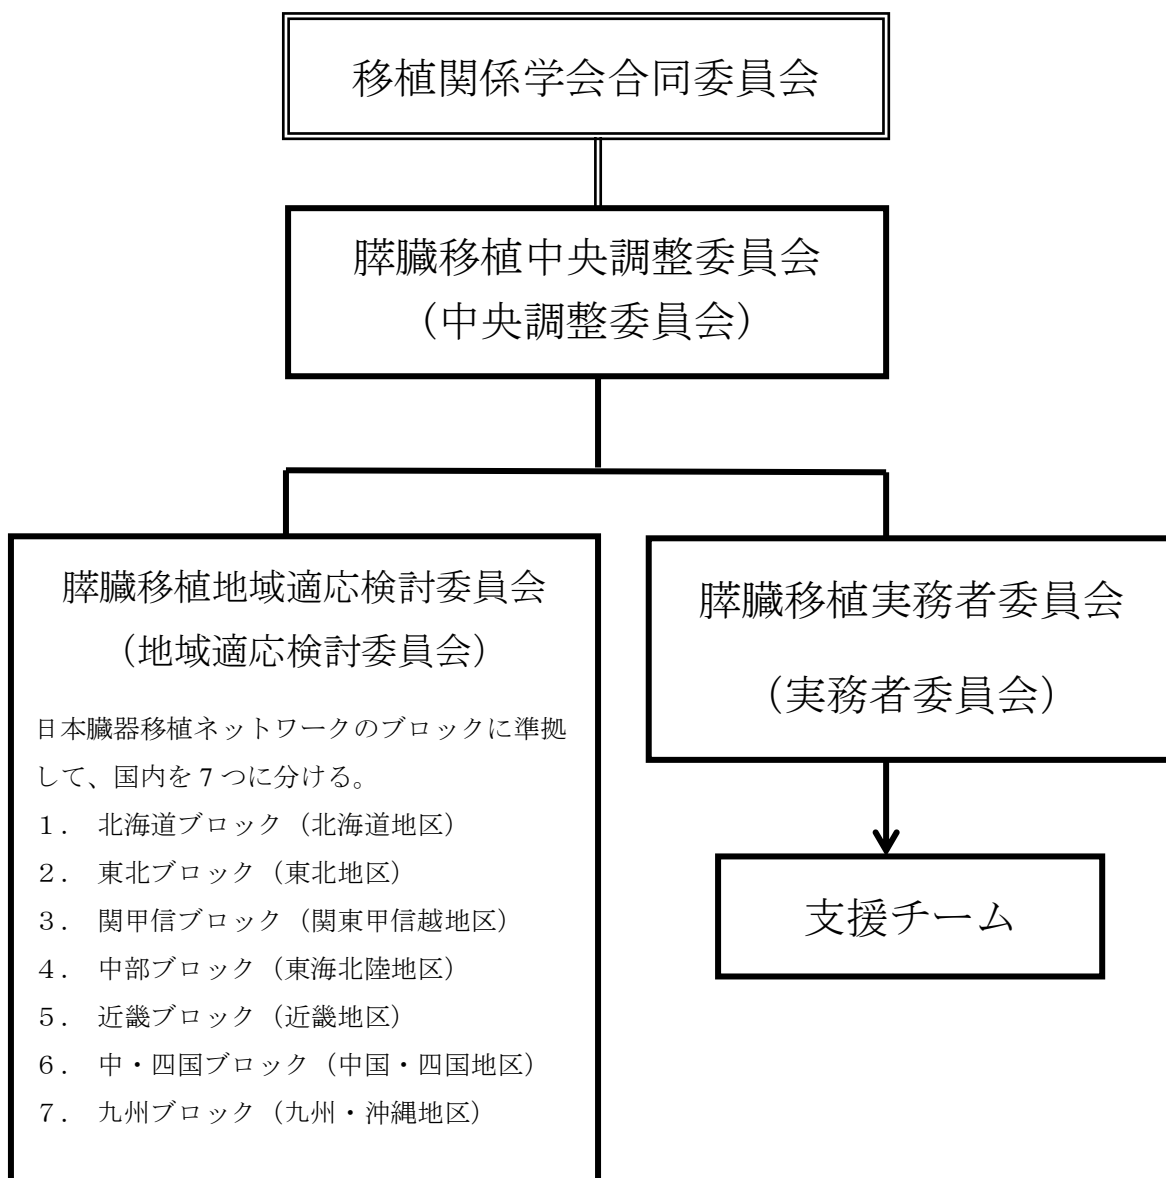 移植関係学会合同委員会
膵臓移植中央調整委員会
（中央調整委員会）
膵臓移植地域適応検討委員会
（地域適応検討委員会）
日本臓器移植ネットワークのブロックに準拠
して、国内を７つに分ける。
１． 北海道ブロック（北海道地区）
２． 東北ブロック（東北地区）
３． 関甲信ブロック（関東甲信越地区）
４． 中部ブロック（東海北陸地区）
５． 近畿ブロック（近畿地区）
６． 中・四国ブロック（中国・四国地区）
７． 九州ブロック（九州・沖縄地区）
膵臓移植実務者委員会
（実務者委員会）
支援チーム